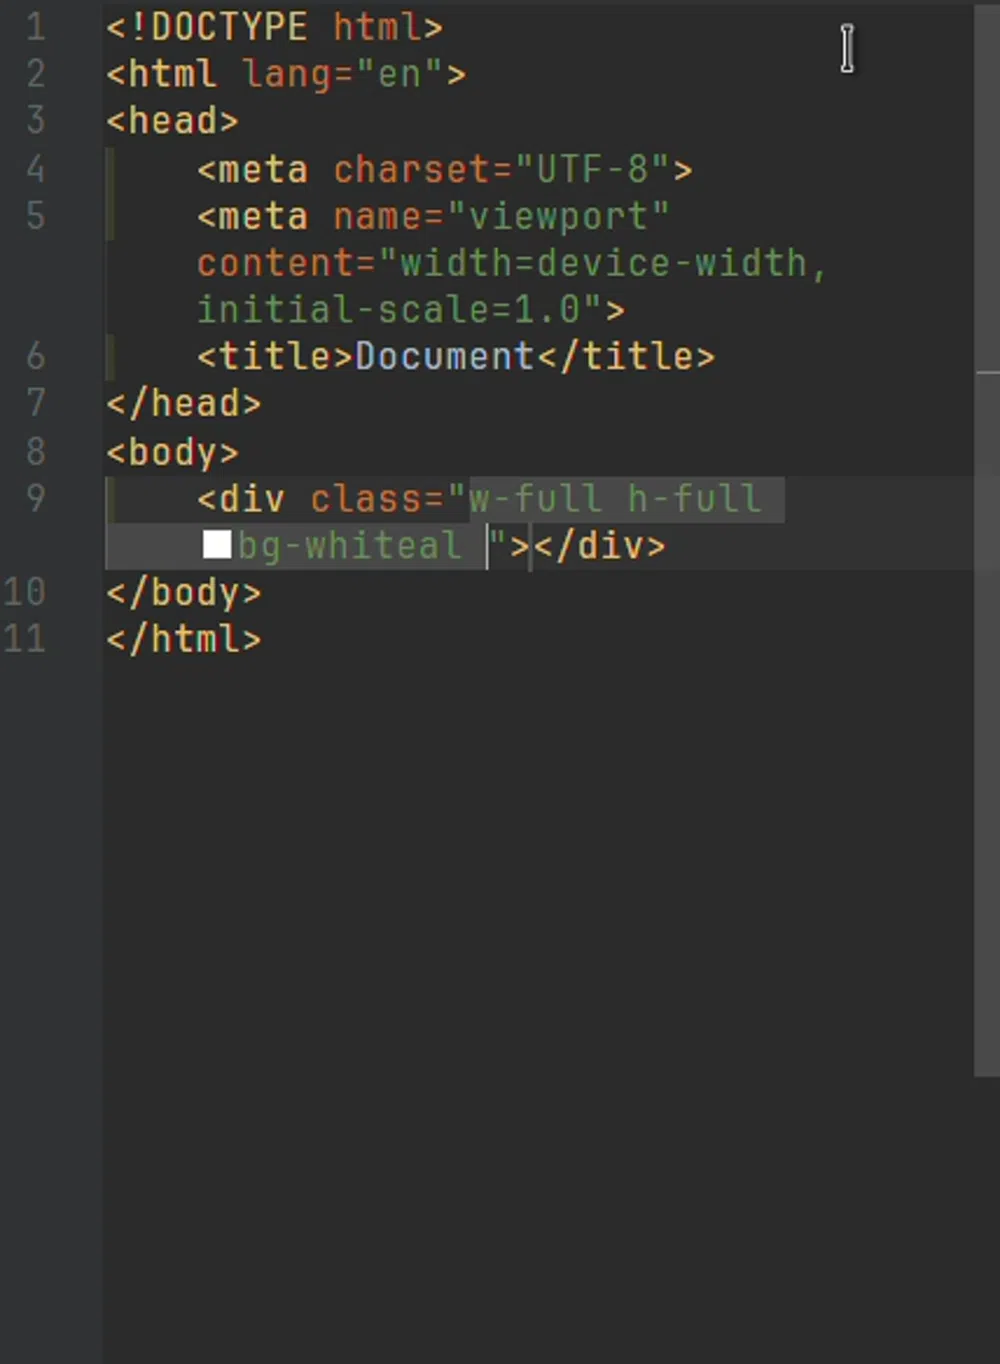 1 <!DOCTYPE html>
2 <html lang="en">
3 <head>
4 <meta charset="UTF-8">
5 <meta name="viewport"
content="width=device-width,
initial-scale=1.0">
6 <title>Document</title>
7 </head>
8 <body>
9 <div class="w-full h-full
bg-whiteal "></div>
10 </body>
11 </html>